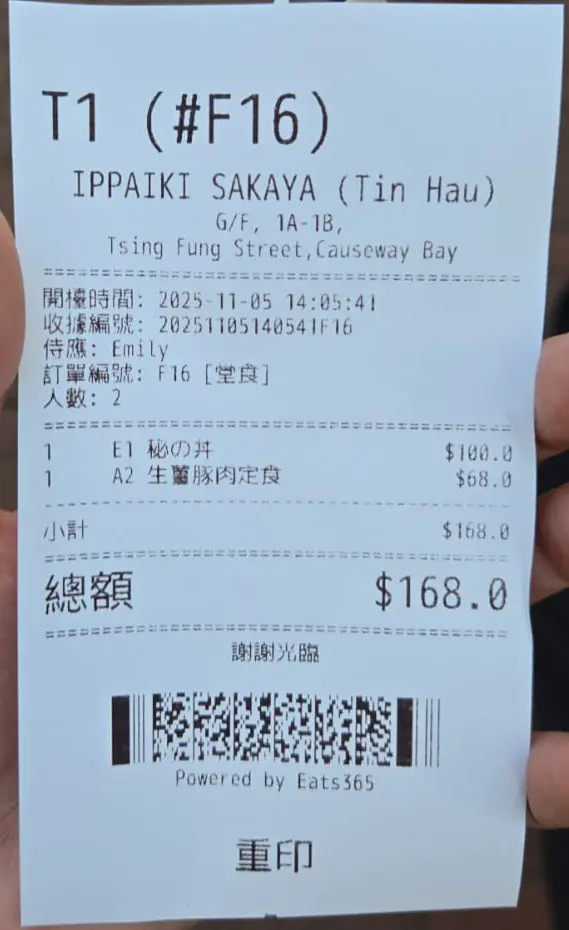 T1 (#F16)
IPPAIKI SAKAYA (Tin Hau)
G/F, 1A-1B,
Tsing Fung Street,Causeway Bay
開檯時間: 2025-11-05 14:05:41
收據編號: 20251105140541F16
侍應: Emily
訂單編號: F16 [堂食]
人數: 2
1 E1 秘の丼 $100.0
1 A2 生薑豚肉定食 $68.0
小計 $168.0
總額 $168.0
謝謝光臨
Powered by Eats365
重印